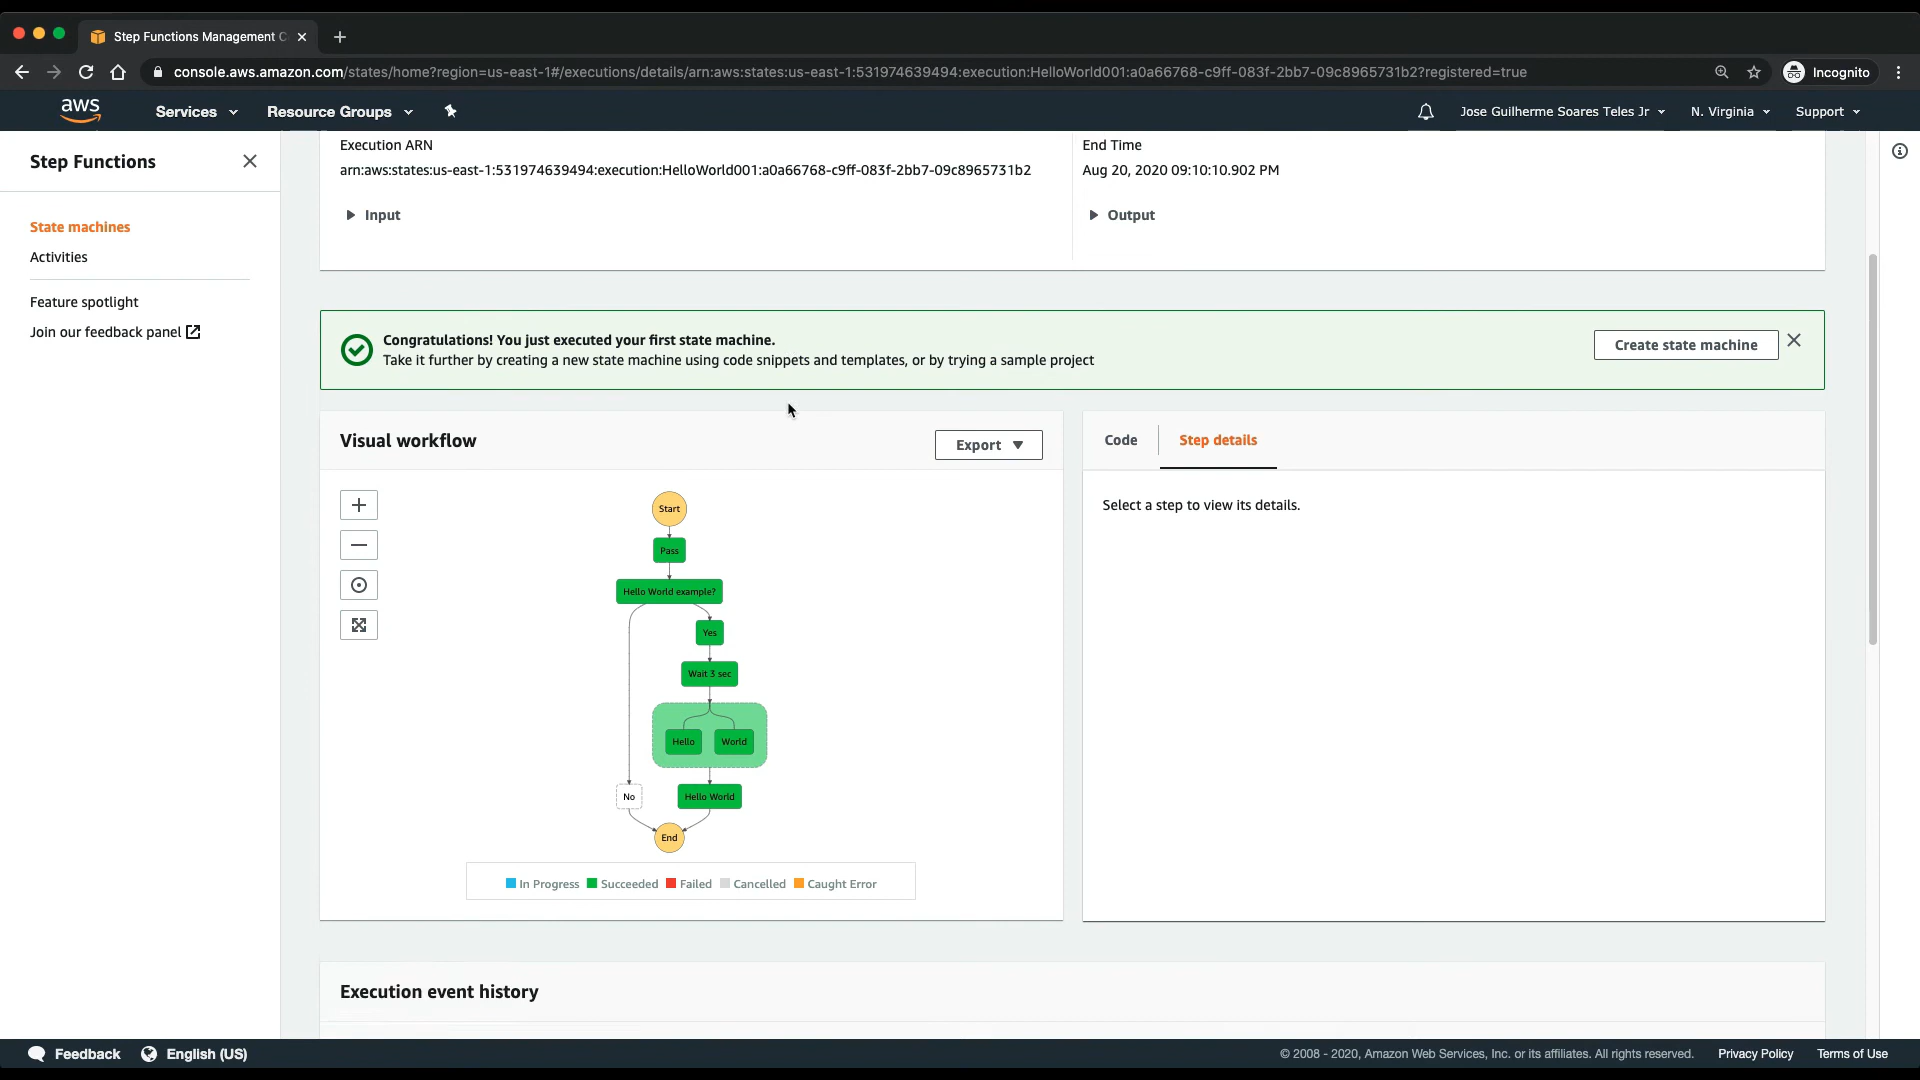 Step Functions Management C
console.aws.amazon.com/states/home?region=us-east-1#/executions/details/arn:aws:states:us-east-1:531974639494:execution:HelloWorld001:a0a66768-c9ff-083f-2bb7-09c8965731b2?registered=true
Incognito
aws
Services
Resource Groups
Jose Guilherme Soares Teles Jr
N. Virginia
Support
Step Functions
State machines
Activities
Feature spotlight
Join our feedback panel
Execution ARN
arn:aws:states:us-east-1:531974639494:execution:HelloWorld001:a0a66768-c9ff-083f-2bb7-09c8965731b2
Input
End Time
Aug 20, 2020 09:10:10.902 PM
Output
Congratulations! You just executed your first state machine.
Take it further by creating a new state machine using code snippets and templates, or by trying a sample project
Create state machine
Visual workflow
Export
Start
Pass
Hello World example?
Yes
Wait 3 sec
Hello
World
No
Hello World
End
In Progress
Succeeded
Failed
Cancelled
Caught Error
Code
Step details
Select a step to view its details.
Execution event history
Feedback
English (US)
© 2008 - 2020, Amazon Web Services, Inc. or its affiliates. All rights reserved.
Privacy Policy
Terms of Use